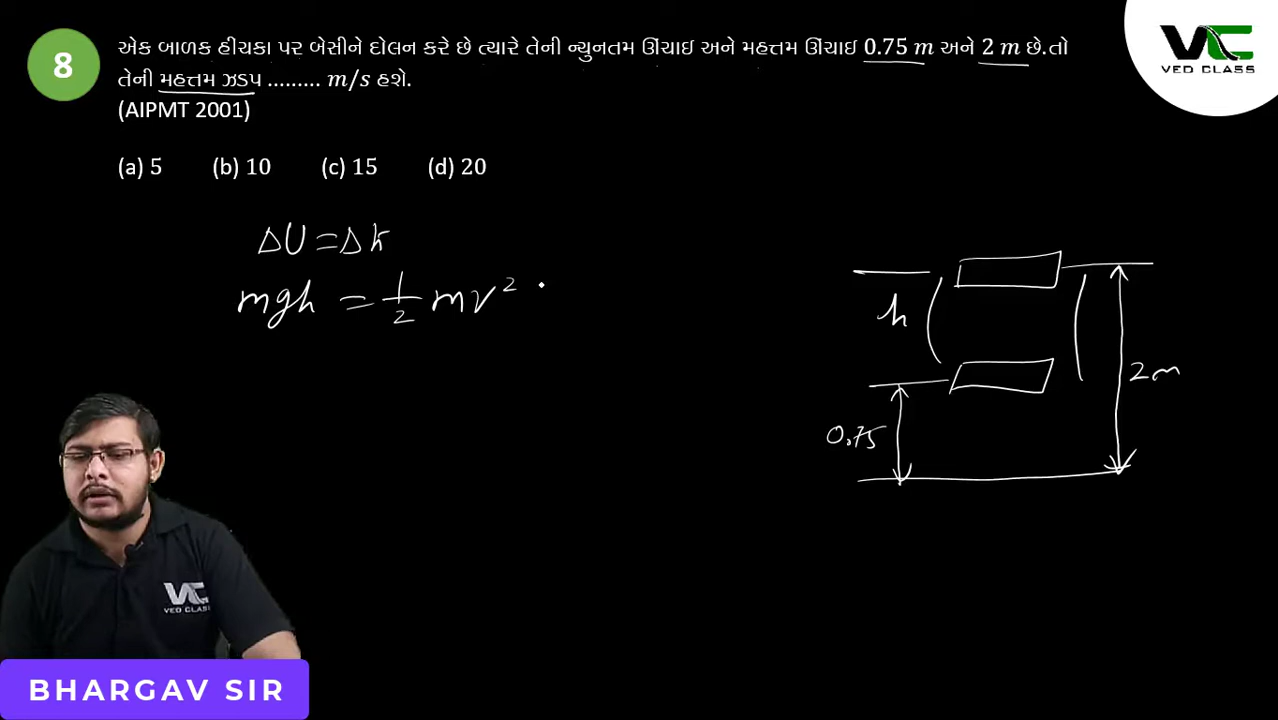 8
એક બાળક હીંચકા પર બેસીને દોલન કરે છે ત્યારે તેની ન્યુનતમ ઊંચાઇ અને મહત્તમ ઊંચાઇ 0.75 m અને 2 m છે.તો
તેની મહત્તમ ઝડપ ......... m/s હશે.
(AIPMT 2001)
(a) 5 (b) 10 (c) 15 (d) 20
VC
VED CLASS
ΔU = Δk
mgh = 1/2 mv²
h
2m
0.75
VC
VED CLASS
BHARGAV SIR